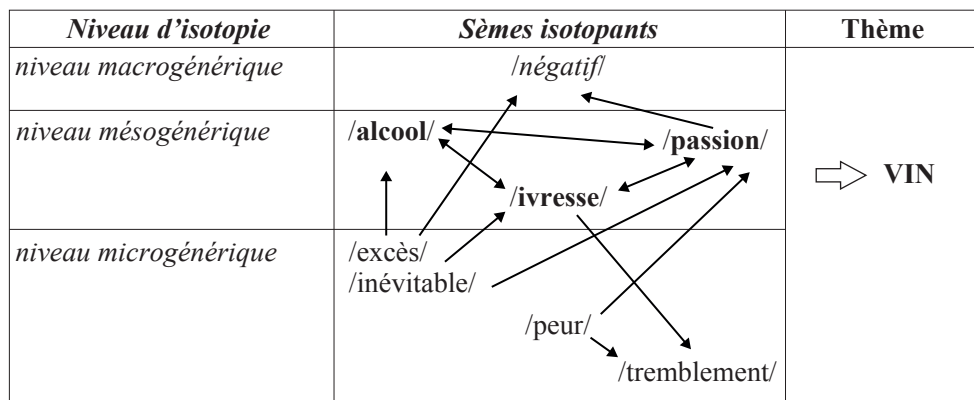 Niveau d’isotopie Sèmes isotopants Thème
niveau macrogénérique /négatif/
niveau mésogénérique /alcool/ /passion/
VIN
/ivresse/
niveau microgénérique /excès/
/inévitable/
/peur/
/tremblement/